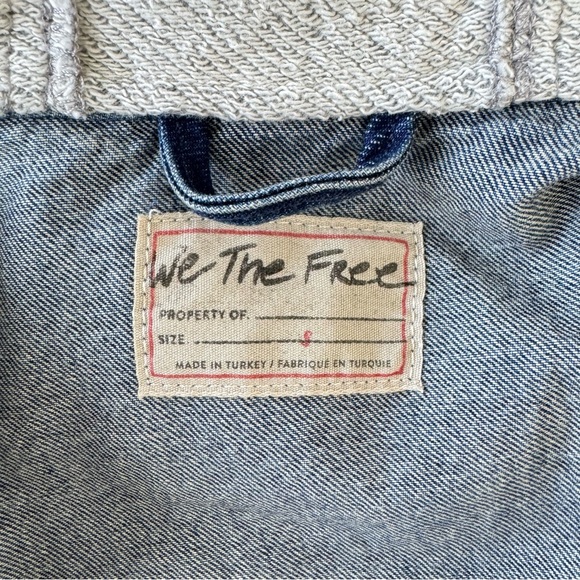 We The Free
PROPERTY OF.
SIZE S
MADE IN TURKEY / FABRIQUÉ EN TURQUIE